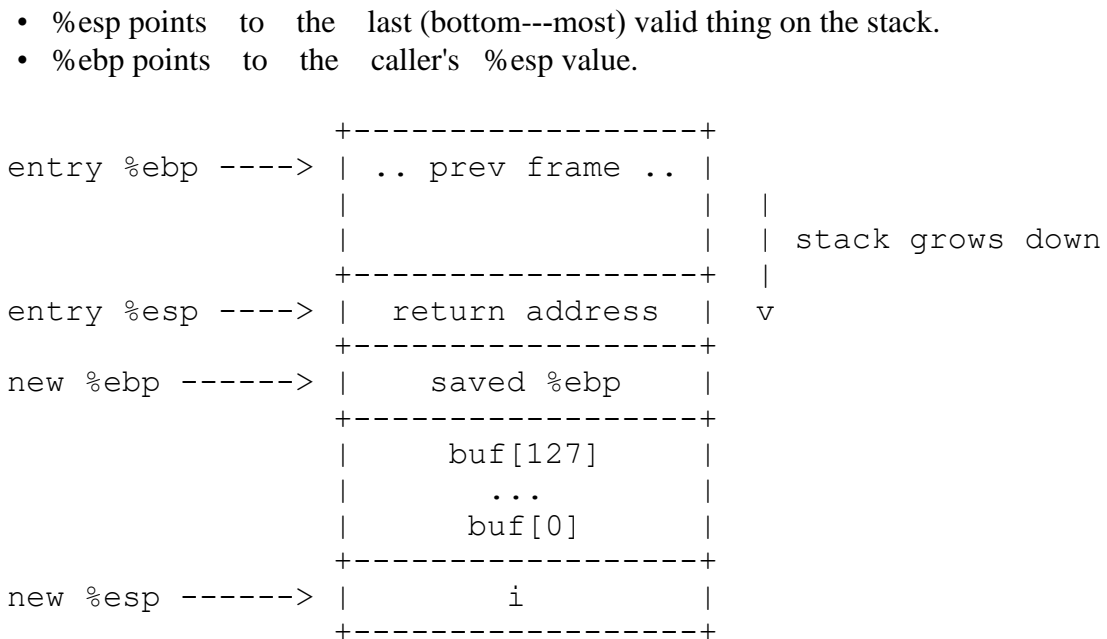 • %esp points to the last (bottom---most) valid thing on the stack.
• %ebp points to the caller's %esp value.
                 +------------------+
entry %ebp ----> | .. prev frame .. |
                 |                  |  |
                 |                  |  | stack grows down
                 +------------------+  |
entry %esp ----> |  return address  |  v
                 +------------------+
new %ebp ------> |    saved %ebp    |
                 +------------------+
                 |     buf[127]     |
                 |       ...        |
                 |      buf[0]      |
                 +------------------+
new %esp ------> |        i         |
                 +------------------+